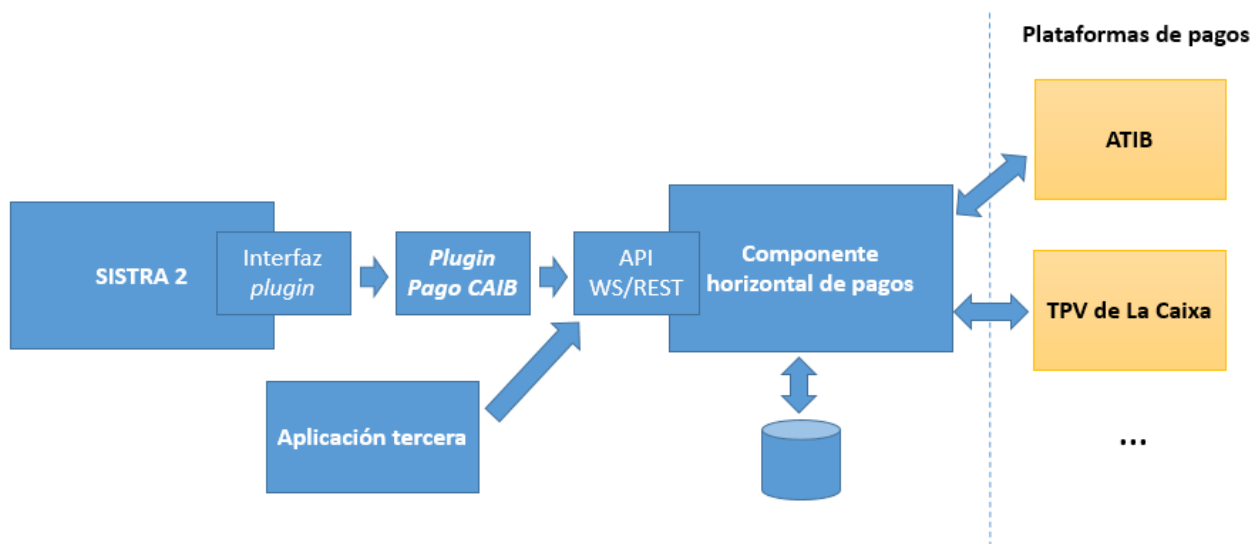 Plataformas de pagos
ATIB
SISTRA 2
Interfaz
plugin
Plugin
Pago CAIB
API
WS/REST
Componente
horizontal de pagos
TPV de La Caixa
Aplicación tercera
...